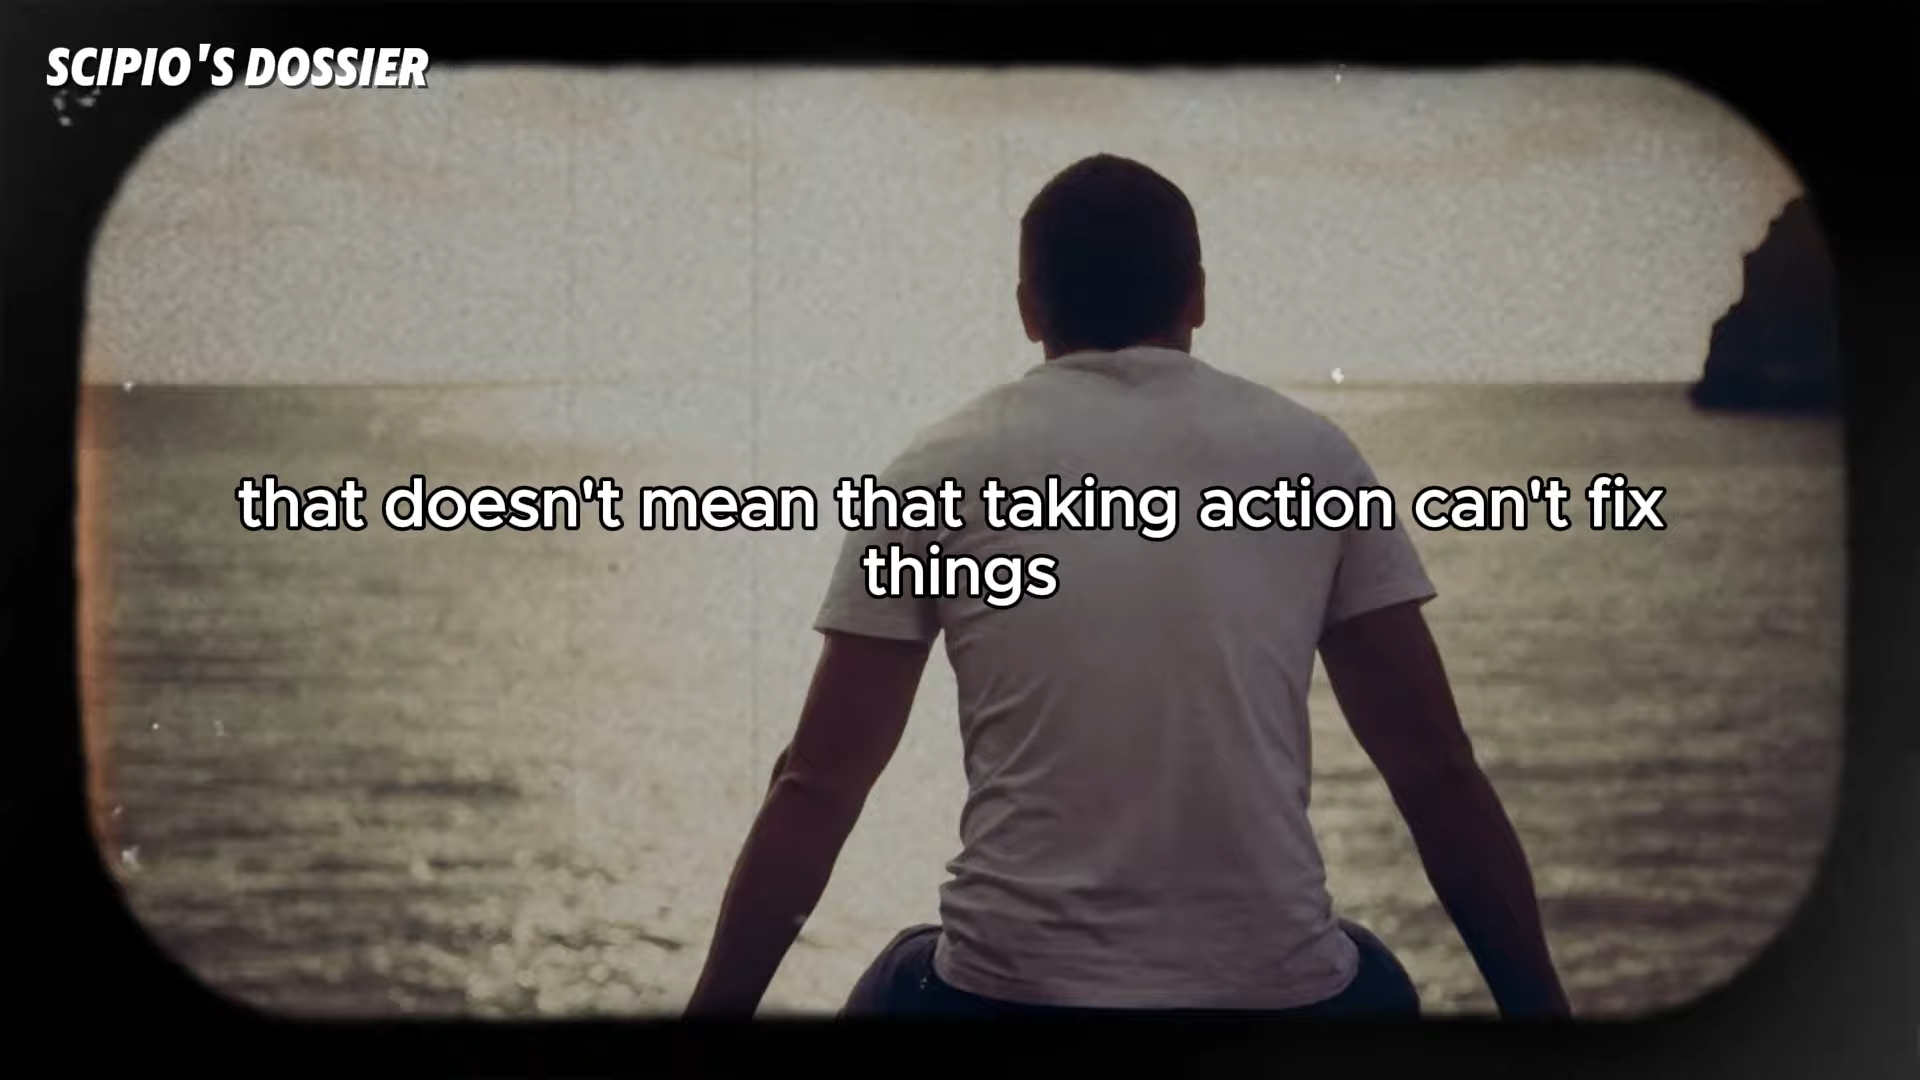 SCIPIO'S DOSSIER
that doesn't mean that taking action can't fix
things